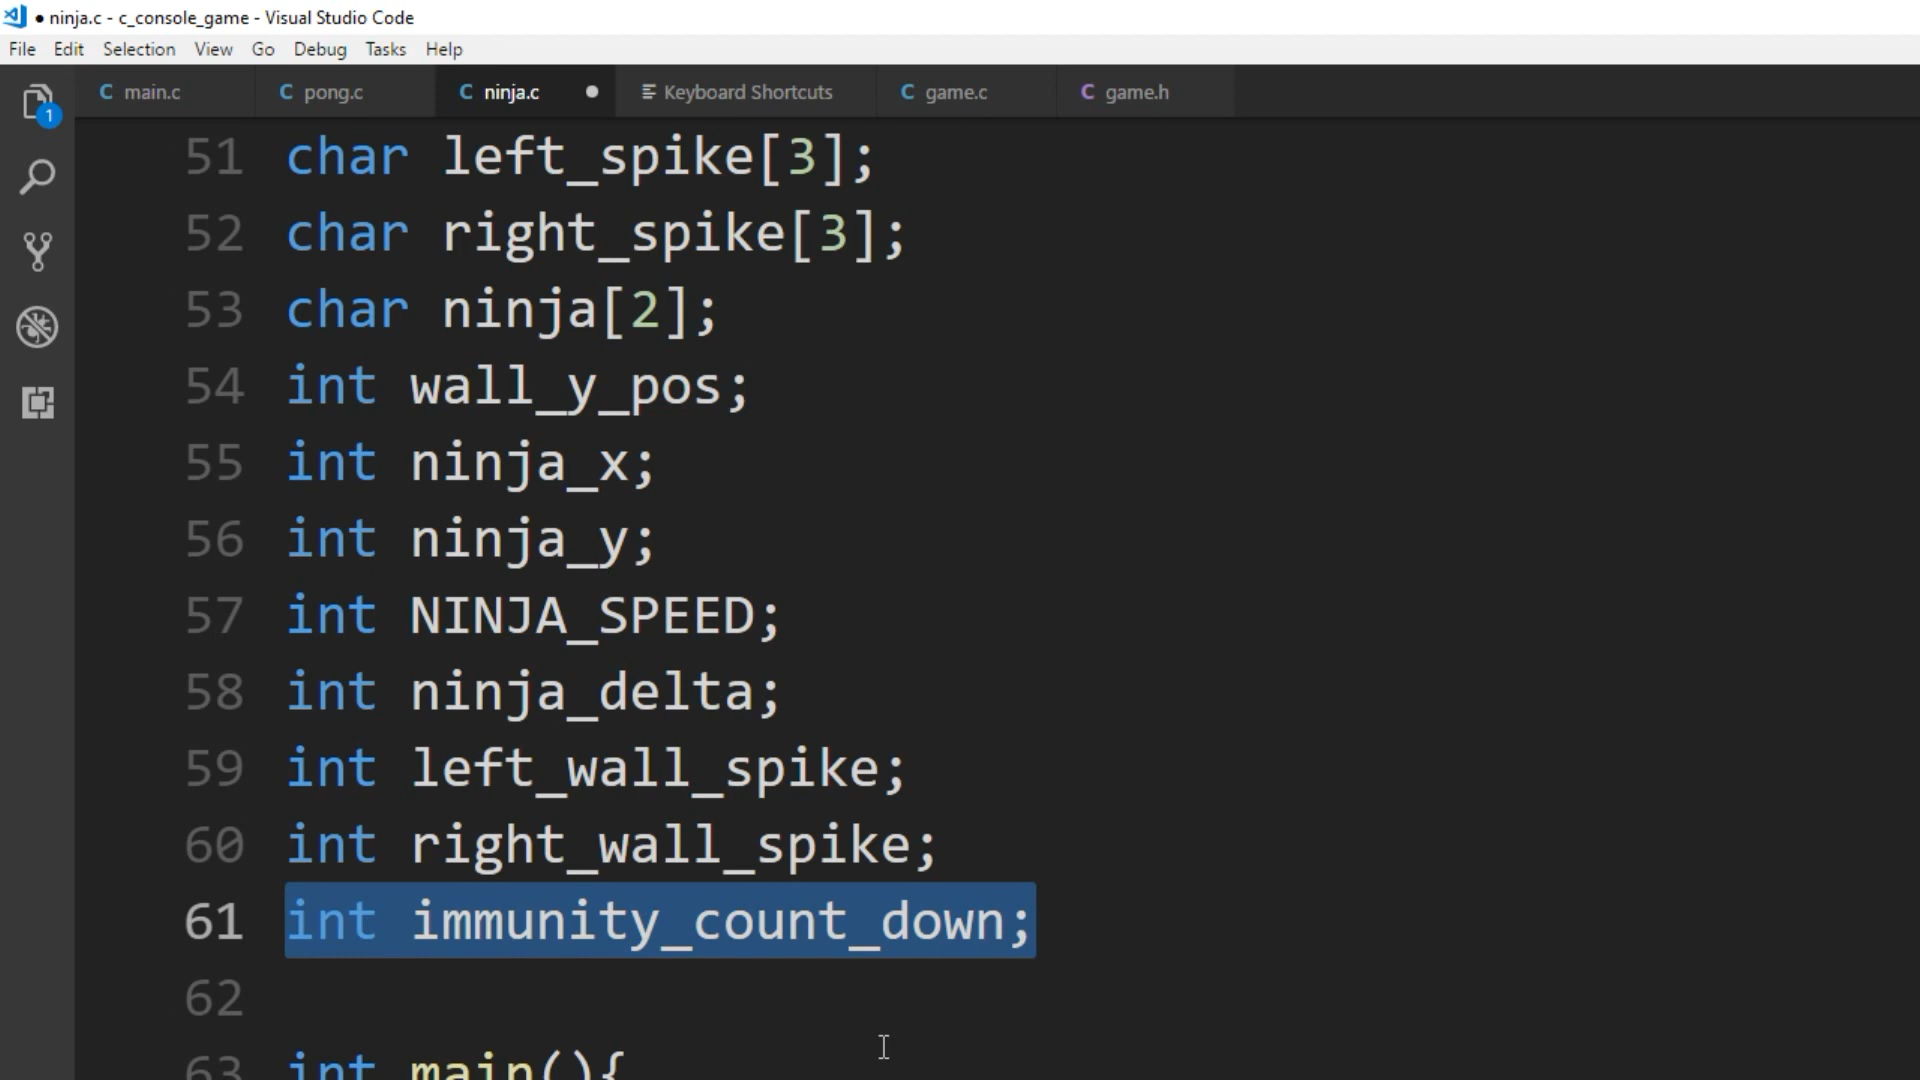 ● ninja.c - c_console_game - Visual Studio Code
File Edit Selection View Go Debug Tasks Help
C main.c C pong.c C ninja.c ● Keyboard Shortcuts C game.c C game.h
1
51 char left_spike[3];
52 char right_spike[3];
53 char ninja[2];
54 int wall_y_pos;
55 int ninja_x;
56 int ninja_y;
57 int NINJA_SPEED;
58 int ninja_delta;
59 int left_wall_spike;
60 int right_wall_spike;
61 int immunity_count_down;
62
63 int main(){